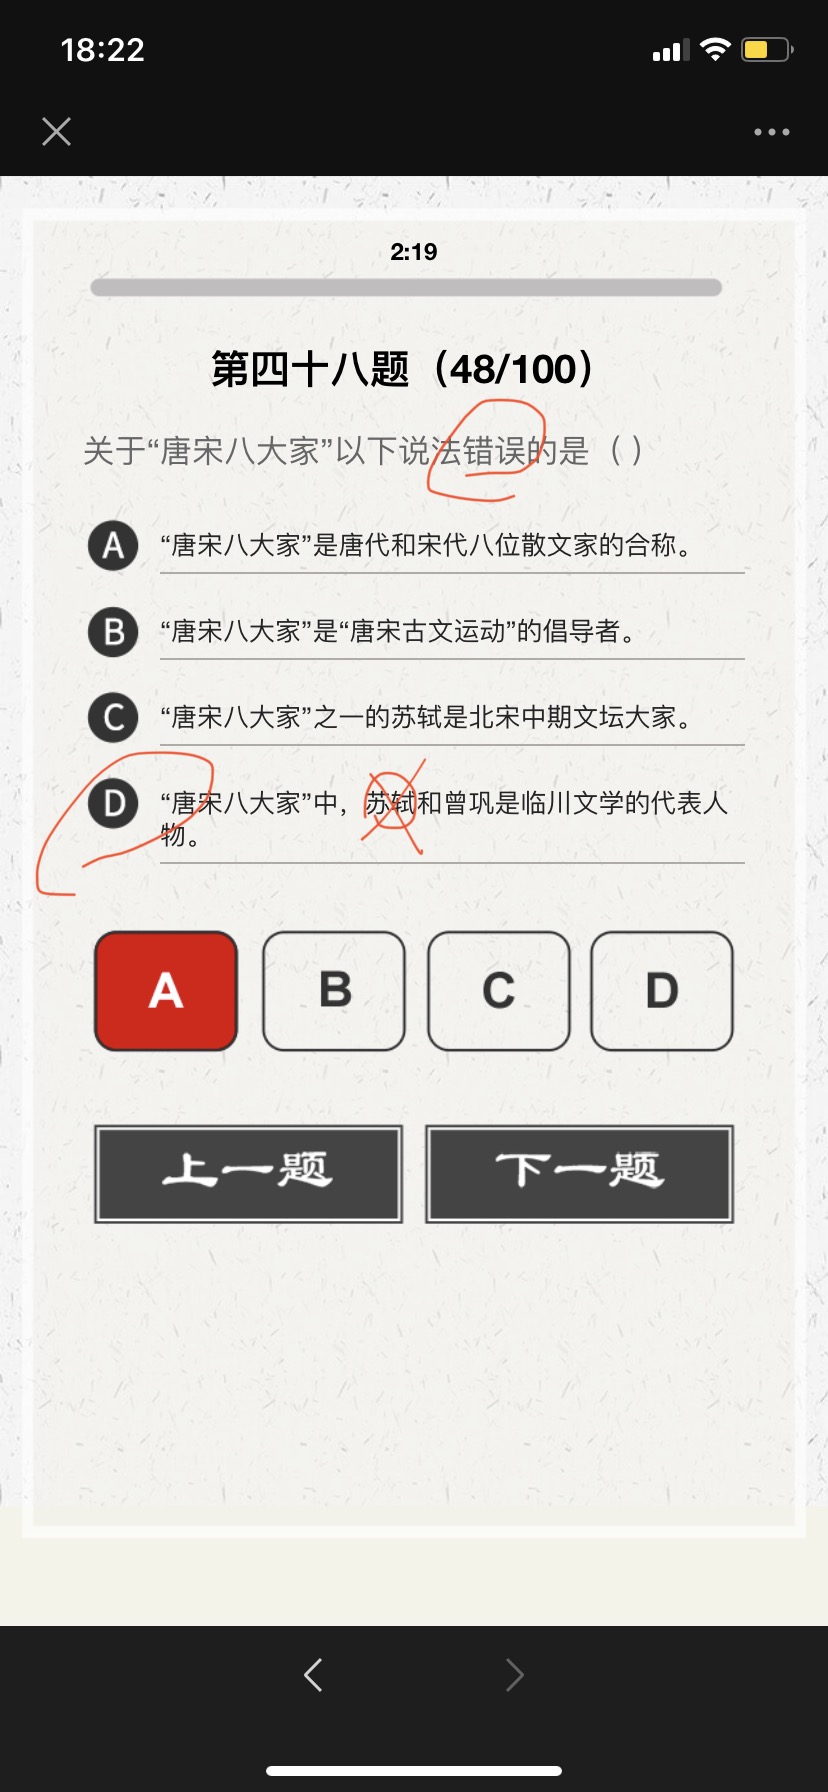 18:22
2:19
第四十八题（48/100）
关于“唐宋八大家”以下说法错误的是（ ）
A “唐宋八大家”是唐代和宋代八位散文家的合称。
B “唐宋八大家”是“唐宋古文运动”的倡导者。
C “唐宋八大家”之一的苏轼是北宋中期文坛大家。
D “唐宋八大家”中，苏轼和曾巩是临川文学的代表人
物。
A B C D
上一题 下一题